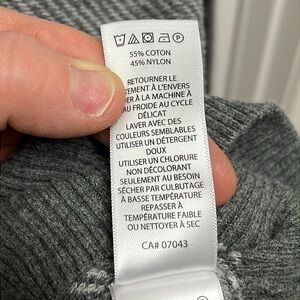 55% COTON
45% NYLON
RETOURNER LE
TEMENT À L'ENVERS
ER À LA MACHINE À
AU FROIDE AU CYCLE
DÉLICAT
LAVER AVEC DES
COULEURS SEMBLABLES
UTILISER UN DÉTERGENT
DOUX
UTILISER UN CHLORURE
NON DÉCOLORANT
SEULEMENT AU BESOIN
SÉCHER PAR CULBUTAGE
À BASSE TEMPÉRATURE
REPASSER À
TEMPÉRATURE FAIBLE
OU NETTOYER À SEC
CA# 07043